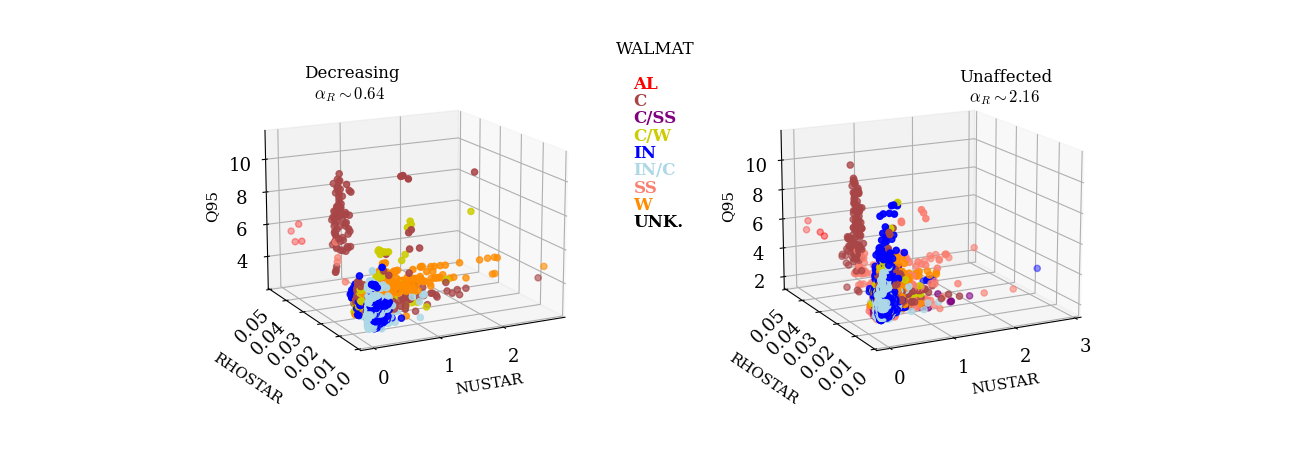 WALMAT
Decreasing
α_R ~ 0.64
Unaffected
α_R ~ 2.16
AL
C
C/SS
C/W
IN
IN/C
SS
W
UNK.
10
8
6
4
Q95
0.05
0.04
0.03
0.02
0.01
0.0
RHOSTAR
0
1
2
NUSTAR
10
8
6
4
2
Q95
0.05
0.04
0.03
0.02
0.01
0.0
RHOSTAR
0
1
2
3
NUSTAR